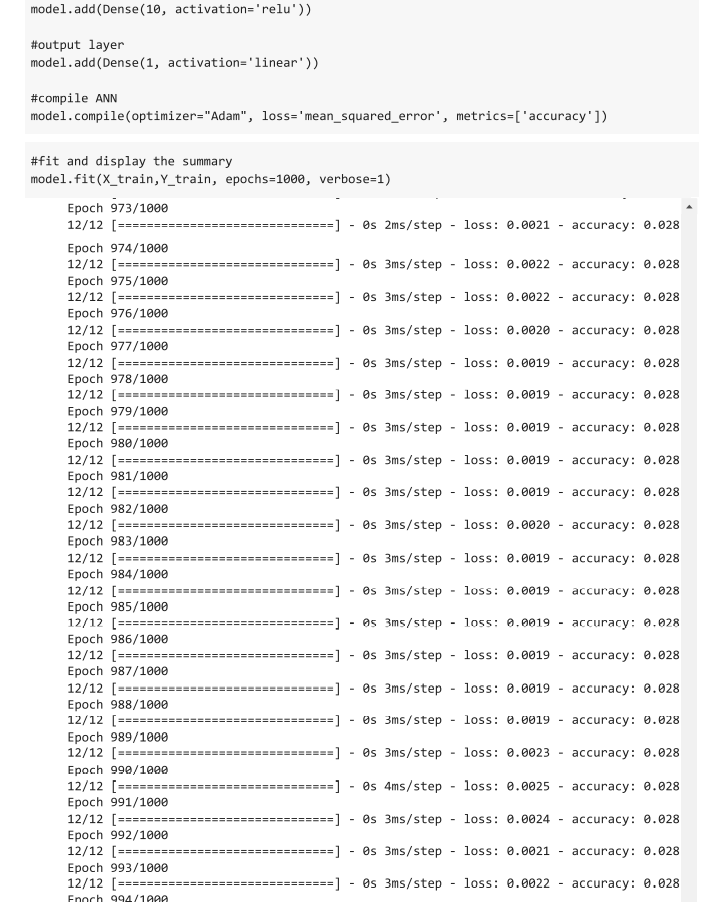 model.add(Dense(10, activation='relu'))
#output layer
model.add(Dense(1, activation='linear'))
#compile ANN
model.compile(optimizer="Adam", loss='mean_squared_error', metrics=['accuracy'])
#fit and display the summary
model.fit(X_train,Y_train, epochs=1000, verbose=1)
Epoch 973/1000
12/12 [==============================] - 0s 2ms/step - loss: 0.0021 - accuracy: 0.028
Epoch 974/1000
12/12 [==============================] - 0s 3ms/step - loss: 0.0022 - accuracy: 0.028
Epoch 975/1000
12/12 [==============================] - 0s 3ms/step - loss: 0.0022 - accuracy: 0.028
Epoch 976/1000
12/12 [==============================] - 0s 3ms/step - loss: 0.0020 - accuracy: 0.028
Epoch 977/1000
12/12 [==============================] - 0s 3ms/step - loss: 0.0019 - accuracy: 0.028
Epoch 978/1000
12/12 [==============================] - 0s 3ms/step - loss: 0.0019 - accuracy: 0.028
Epoch 979/1000
12/12 [==============================] - 0s 3ms/step - loss: 0.0019 - accuracy: 0.028
Epoch 980/1000
12/12 [==============================] - 0s 3ms/step - loss: 0.0019 - accuracy: 0.028
Epoch 981/1000
12/12 [==============================] - 0s 3ms/step - loss: 0.0019 - accuracy: 0.028
Epoch 982/1000
12/12 [==============================] - 0s 3ms/step - loss: 0.0020 - accuracy: 0.028
Epoch 983/1000
12/12 [==============================] - 0s 3ms/step - loss: 0.0019 - accuracy: 0.028
Epoch 984/1000
12/12 [==============================] - 0s 3ms/step - loss: 0.0019 - accuracy: 0.028
Epoch 985/1000
12/12 [==============================] - 0s 3ms/step - loss: 0.0019 - accuracy: 0.028
Epoch 986/1000
12/12 [==============================] - 0s 3ms/step - loss: 0.0019 - accuracy: 0.028
Epoch 987/1000
12/12 [==============================] - 0s 3ms/step - loss: 0.0019 - accuracy: 0.028
Epoch 988/1000
12/12 [==============================] - 0s 3ms/step - loss: 0.0019 - accuracy: 0.028
Epoch 989/1000
12/12 [==============================] - 0s 3ms/step - loss: 0.0023 - accuracy: 0.028
Epoch 990/1000
12/12 [==============================] - 0s 4ms/step - loss: 0.0025 - accuracy: 0.028
Epoch 991/1000
12/12 [==============================] - 0s 3ms/step - loss: 0.0024 - accuracy: 0.028
Epoch 992/1000
12/12 [==============================] - 0s 3ms/step - loss: 0.0021 - accuracy: 0.028
Epoch 993/1000
12/12 [==============================] - 0s 3ms/step - loss: 0.0022 - accuracy: 0.028
Epoch 994/1000